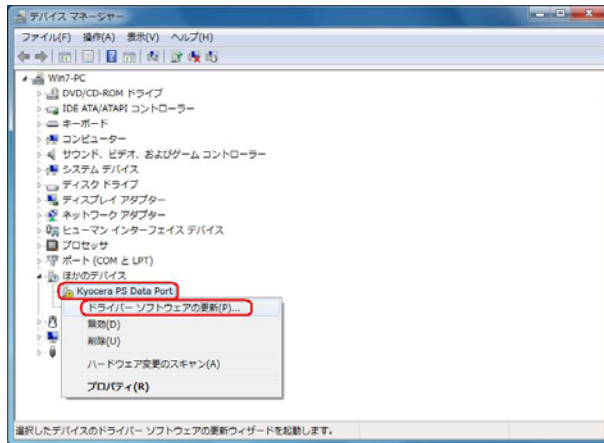 デバイス マネージャー
ファイル(F) 操作(A) 表示(V) ヘルプ(H)
Win7-PC
DVD/CD-ROM ドライブ
IDE ATA/ATAPI コントローラー
キーボード
コンピューター
サウンド、ビデオ、およびゲーム コントローラー
システム デバイス
ディスク ドライブ
ディスプレイ アダプター
ネットワーク アダプター
ヒューマン インターフェイス デバイス
プロセッサ
ポート (COM と LPT)
ほかのデバイス
Kyocera PS Data Port
ドライバー ソフトウェアの更新(P)...
無効(D)
削除(U)
ハードウェア変更のスキャン(A)
プロパティ(R)
選択したデバイスのドライバー ソフトウェアの更新ウィザードを起動します。